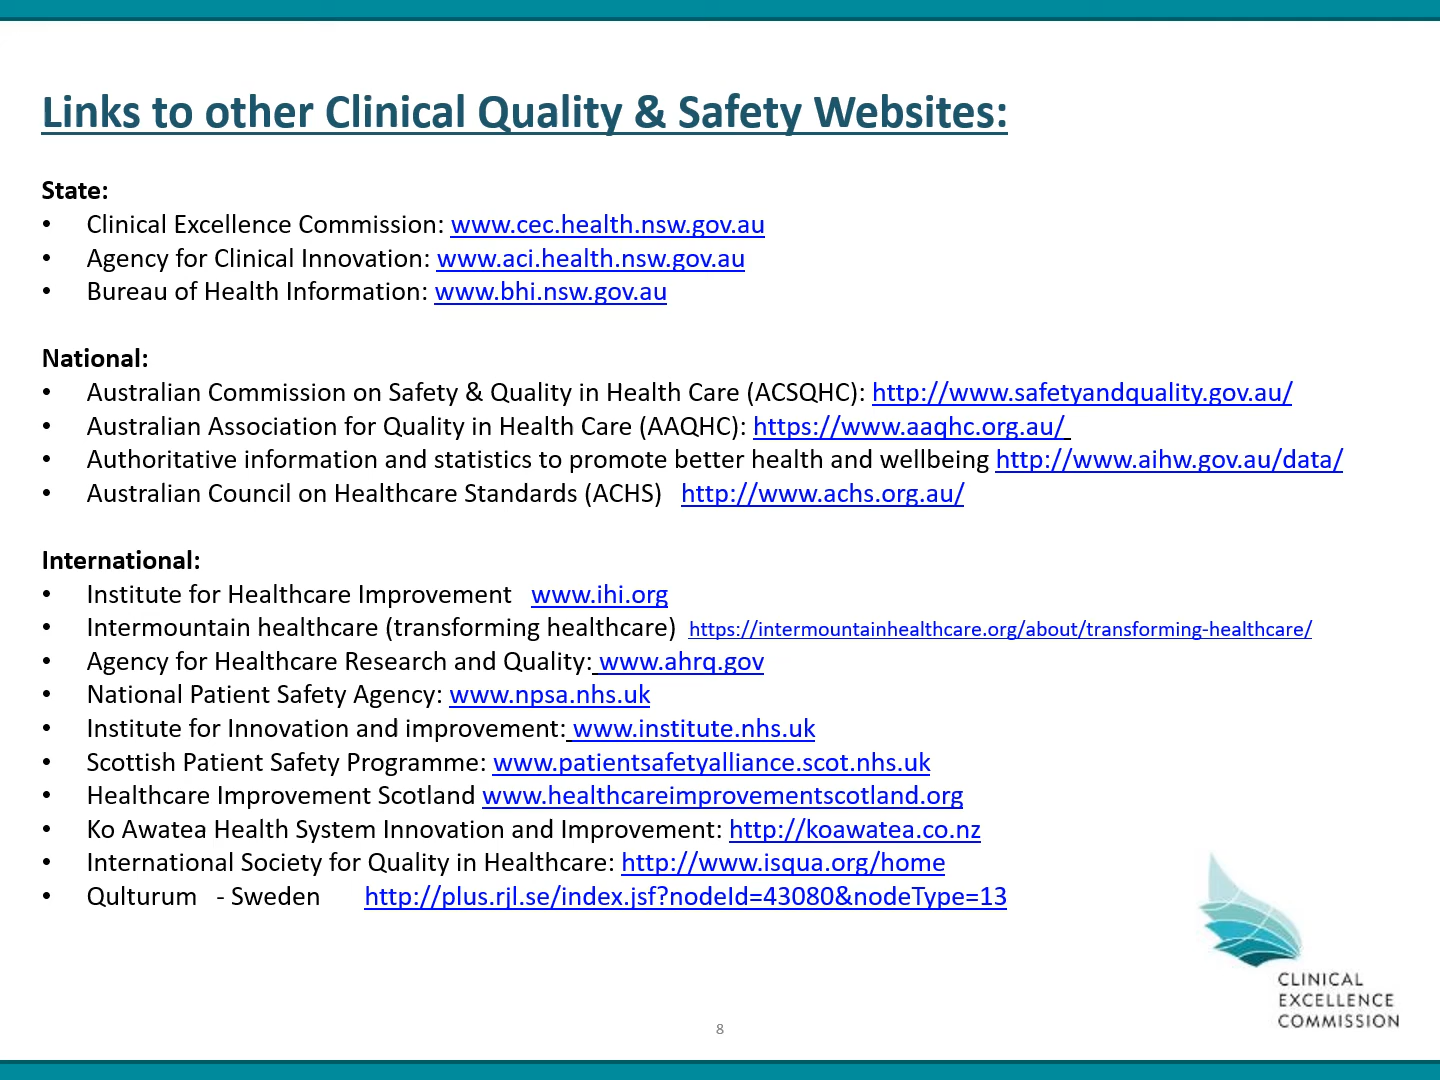 Links to other Clinical Quality & Safety Websites:
State:
• Clinical Excellence Commission: www.cec.health.nsw.gov.au
• Agency for Clinical Innovation: www.aci.health.nsw.gov.au
• Bureau of Health Information: www.bhi.nsw.gov.au
National:
• Australian Commission on Safety & Quality in Health Care (ACSQHC): http://www.safetyandquality.gov.au/
• Australian Association for Quality in Health Care (AAQHC): https://www.aaqhc.org.au/
• Authoritative information and statistics to promote better health and wellbeing http://www.aihw.gov.au/data/
• Australian Council on Healthcare Standards (ACHS) http://www.achs.org.au/
International:
• Institute for Healthcare Improvement www.ihi.org
• Intermountain healthcare (transforming healthcare) https://intermountainhealthcare.org/about/transforming-healthcare/
• Agency for Healthcare Research and Quality: www.ahrq.gov
• National Patient Safety Agency: www.npsa.nhs.uk
• Institute for Innovation and improvement: www.institute.nhs.uk
• Scottish Patient Safety Programme: www.patientsafetyalliance.scot.nhs.uk
• Healthcare Improvement Scotland www.healthcareimprovementscotland.org
• Ko Awatea Health System Innovation and Improvement: http://koawatea.co.nz
• International Society for Quality in Healthcare: http://www.isqua.org/home
• Qulturum - Sweden http://plus.rjl.se/index.jsf?nodeId=43080&nodeType=13
CLINICAL
EXCELLENCE
COMMISSION
8